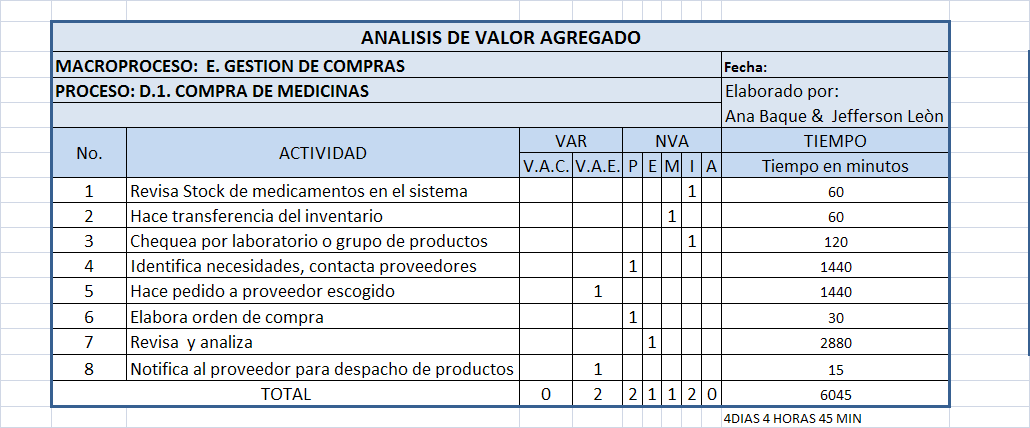 ANALISIS DE VALOR AGREGADO
MACROPROCESO: E. GESTION DE COMPRAS Fecha:
PROCESO: D.1. COMPRA DE MEDICINAS Elaborado por:
Ana Baque & Jefferson Leòn
No. ACTIVIDAD VAR NVA TIEMPO
V.A.C. V.A.E. P E M I A Tiempo en minutos
1 Revisa Stock de medicamentos en el sistema 1 60
2 Hace transferencia del inventario 1 60
3 Chequea por laboratorio o grupo de productos 1 120
4 Identifica necesidades, contacta proveedores 1 1440
5 Hace pedido a proveedor escogido 1 1440
6 Elabora orden de compra 1 30
7 Revisa y analiza 1 2880
8 Notifica al proveedor para despacho de productos 1 15
TOTAL 0 2 2 1 1 2 0 6045
4DIAS 4 HORAS 45 MIN